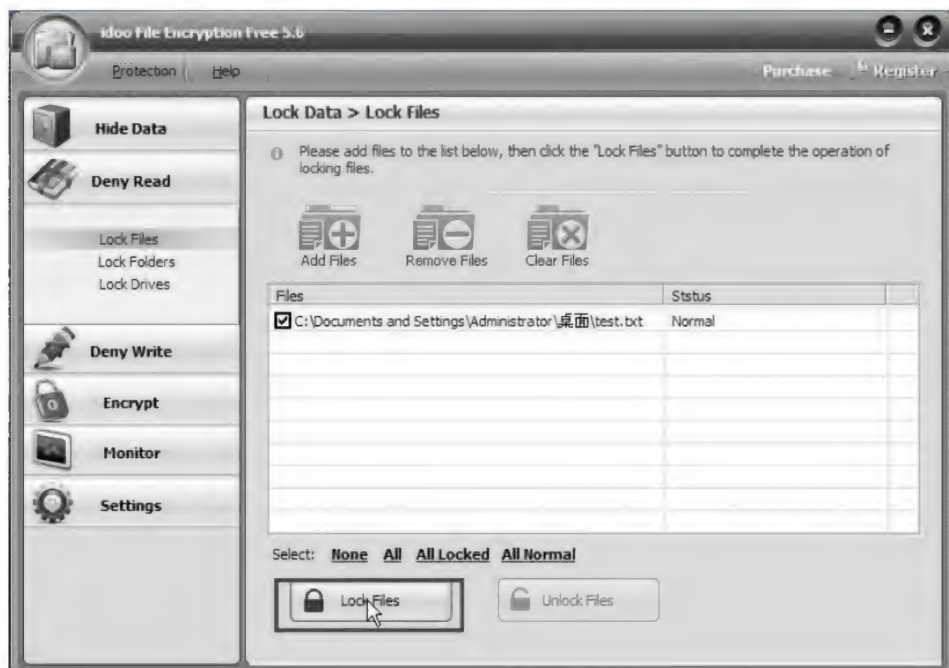 idoo File Encryption Free 5.6
Protection Help
Purchase Register
Hide Data
Deny Read
Lock Files
Lock Folders
Lock Drives
Deny Write
Encrypt
Monitor
Settings
Lock Data > Lock Files
Please add files to the list below, then click the "Lock Files" button to complete the operation of
locking files.
Add Files Remove Files Clear Files
Files Ststus
C:\Documents and Settings\Administrator\桌面\test.txt Normal
Select: None All All Locked All Normal
Lock Files Unlock Files